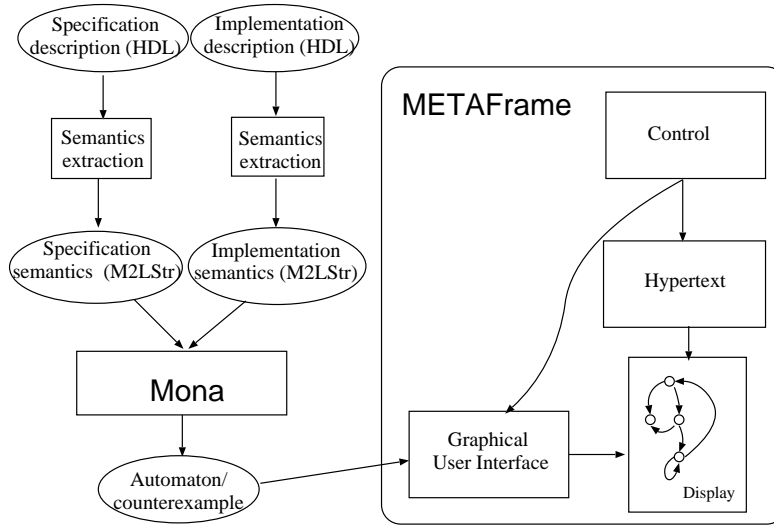 Specification
description (HDL)
Implementation
description (HDL)
Semantics
extraction
Semantics
extraction
Specification
semantics (M2LStr)
Implementation
semantics (M2LStr)
Mona
Automaton/
counterexample
METAFrame
Control
Hypertext
Graphical
User Interface
Display